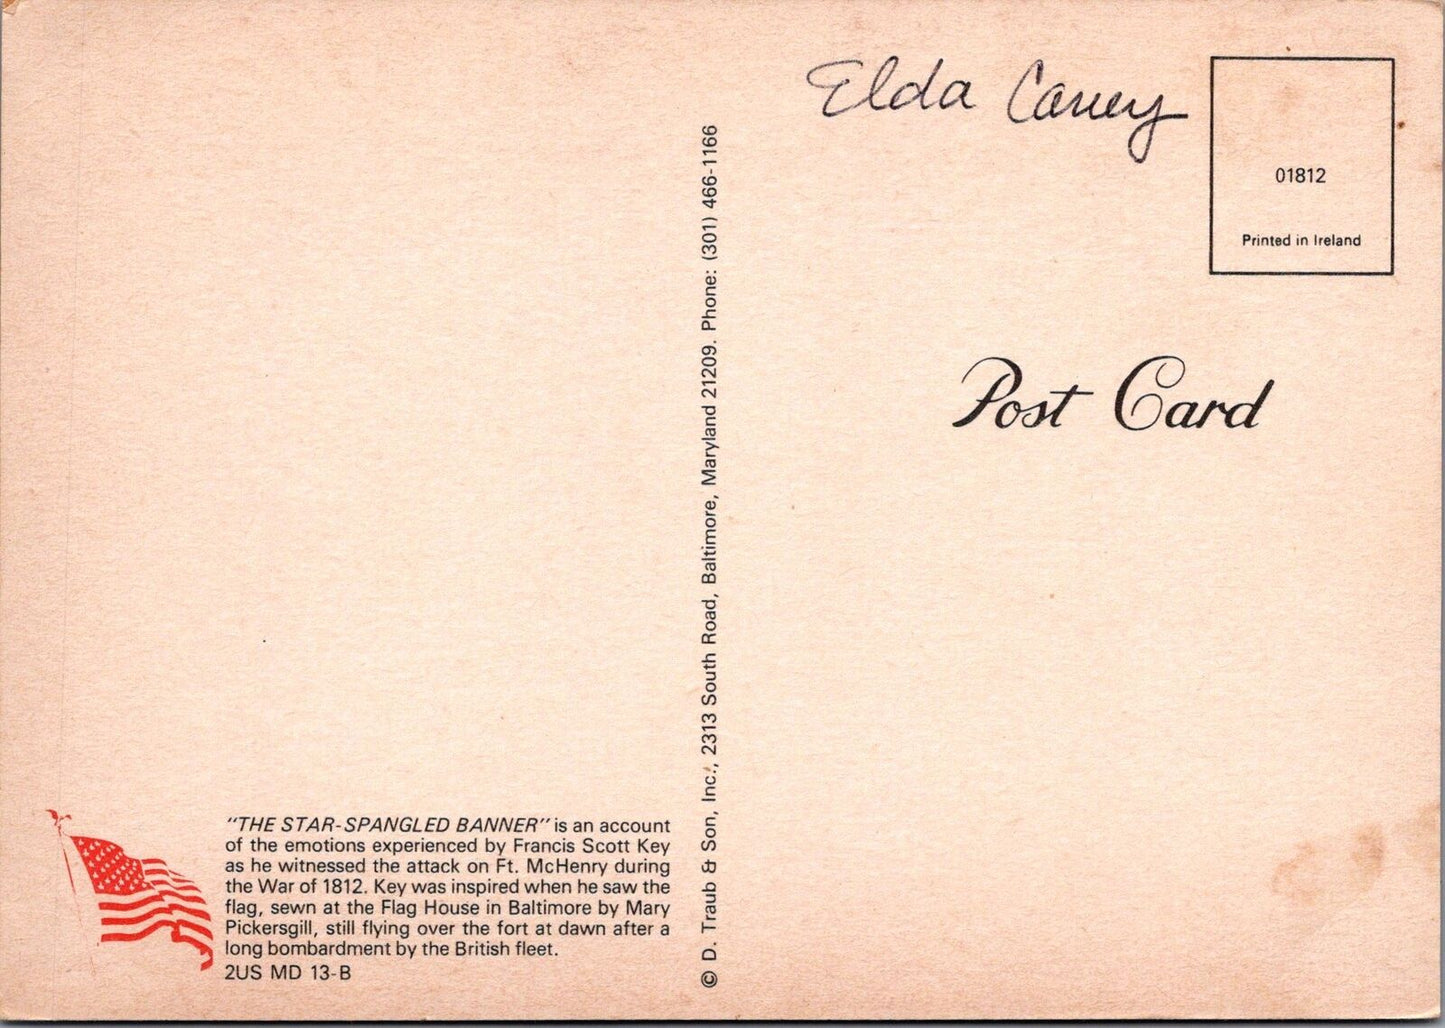 Elda Carvey
01812
Printed in Ireland
Post Card
© D. Traub & Son, Inc., 2313 South Road, Baltimore, Maryland 21209. Phone: (301) 466-1166
“THE STAR-SPANGLED BANNER” is an account
of the emotions experienced by Francis Scott Key
as he witnessed the attack on Ft. McHenry during
the War of 1812. Key was inspired when he saw the
flag, sewn at the Flag House in Baltimore by Mary
Pickersgill, still flying over the fort at dawn after a
long bombardment by the British fleet.
2US MD 13-B